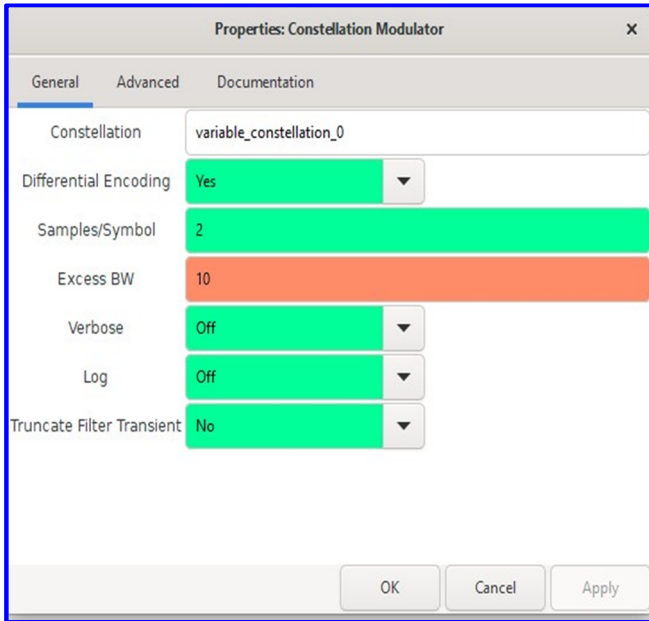 Properties: Constellation Modulator x
General Advanced Documentation
Constellation variable_constellation_0
Differential Encoding Yes
Samples/Symbol 2
Excess BW 10
Verbose Off
Log Off
Truncate Filter Transient No
OK Cancel Apply